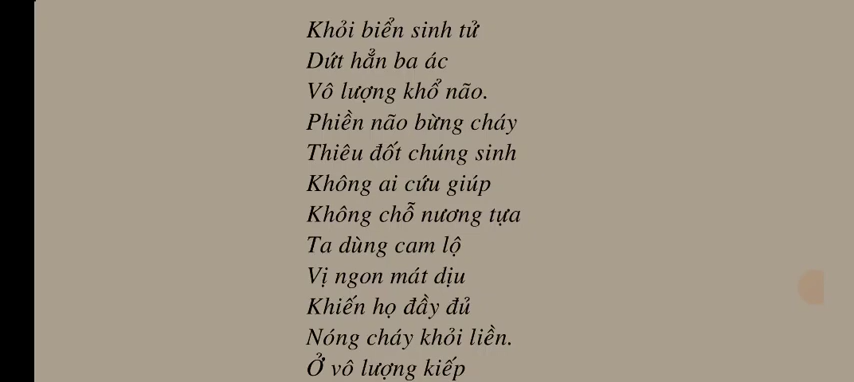 Khỏi biển sinh tử
Dứt hẳn ba ác
Vô lượng khổ não.
Phiền não bừng cháy
Thiêu đốt chúng sinh
Không ai cứu giúp
Không chỗ nương tựa
Ta dùng cam lộ
Vị ngon mát dịu
Khiến họ đầy đủ
Nóng cháy khỏi liền.
Ở vô lượng kiếp